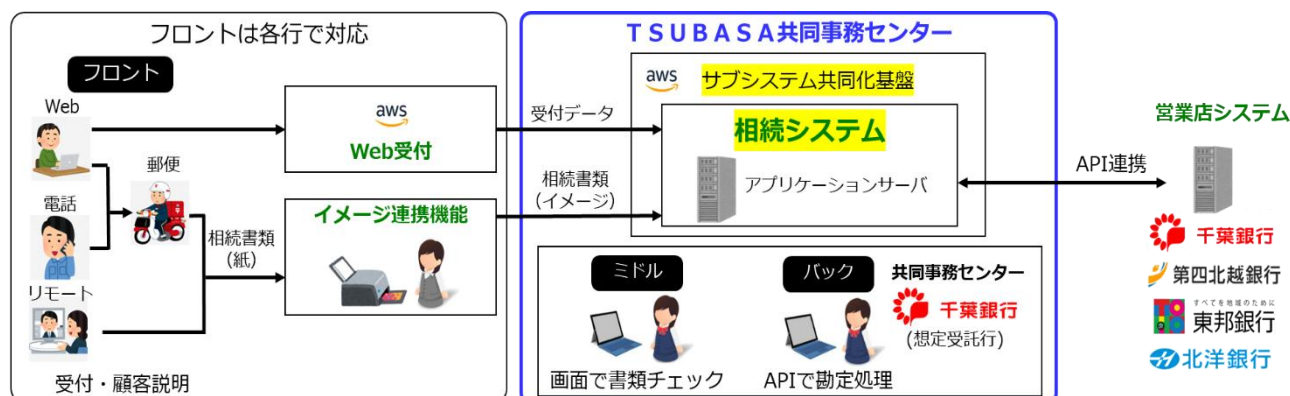 フロントは各行で対応
フロント
Web
郵便
電話
リモート
受付・顧客説明
相続書類
(紙)
aws
Web受付
イメージ連携機能
受付データ
相続書類
(イメージ)
TSUBASA共同事務センター
aws
サブシステム共同化基盤
相続システム
アプリケーションサーバ
ミドル
画面で書類チェック
バック
APIで勘定処理
共同事務センター
千葉銀行
(想定受託行)
API連携
営業店システム
千葉銀行
第四北越銀行
すべてを地域のために
東邦銀行
北洋銀行